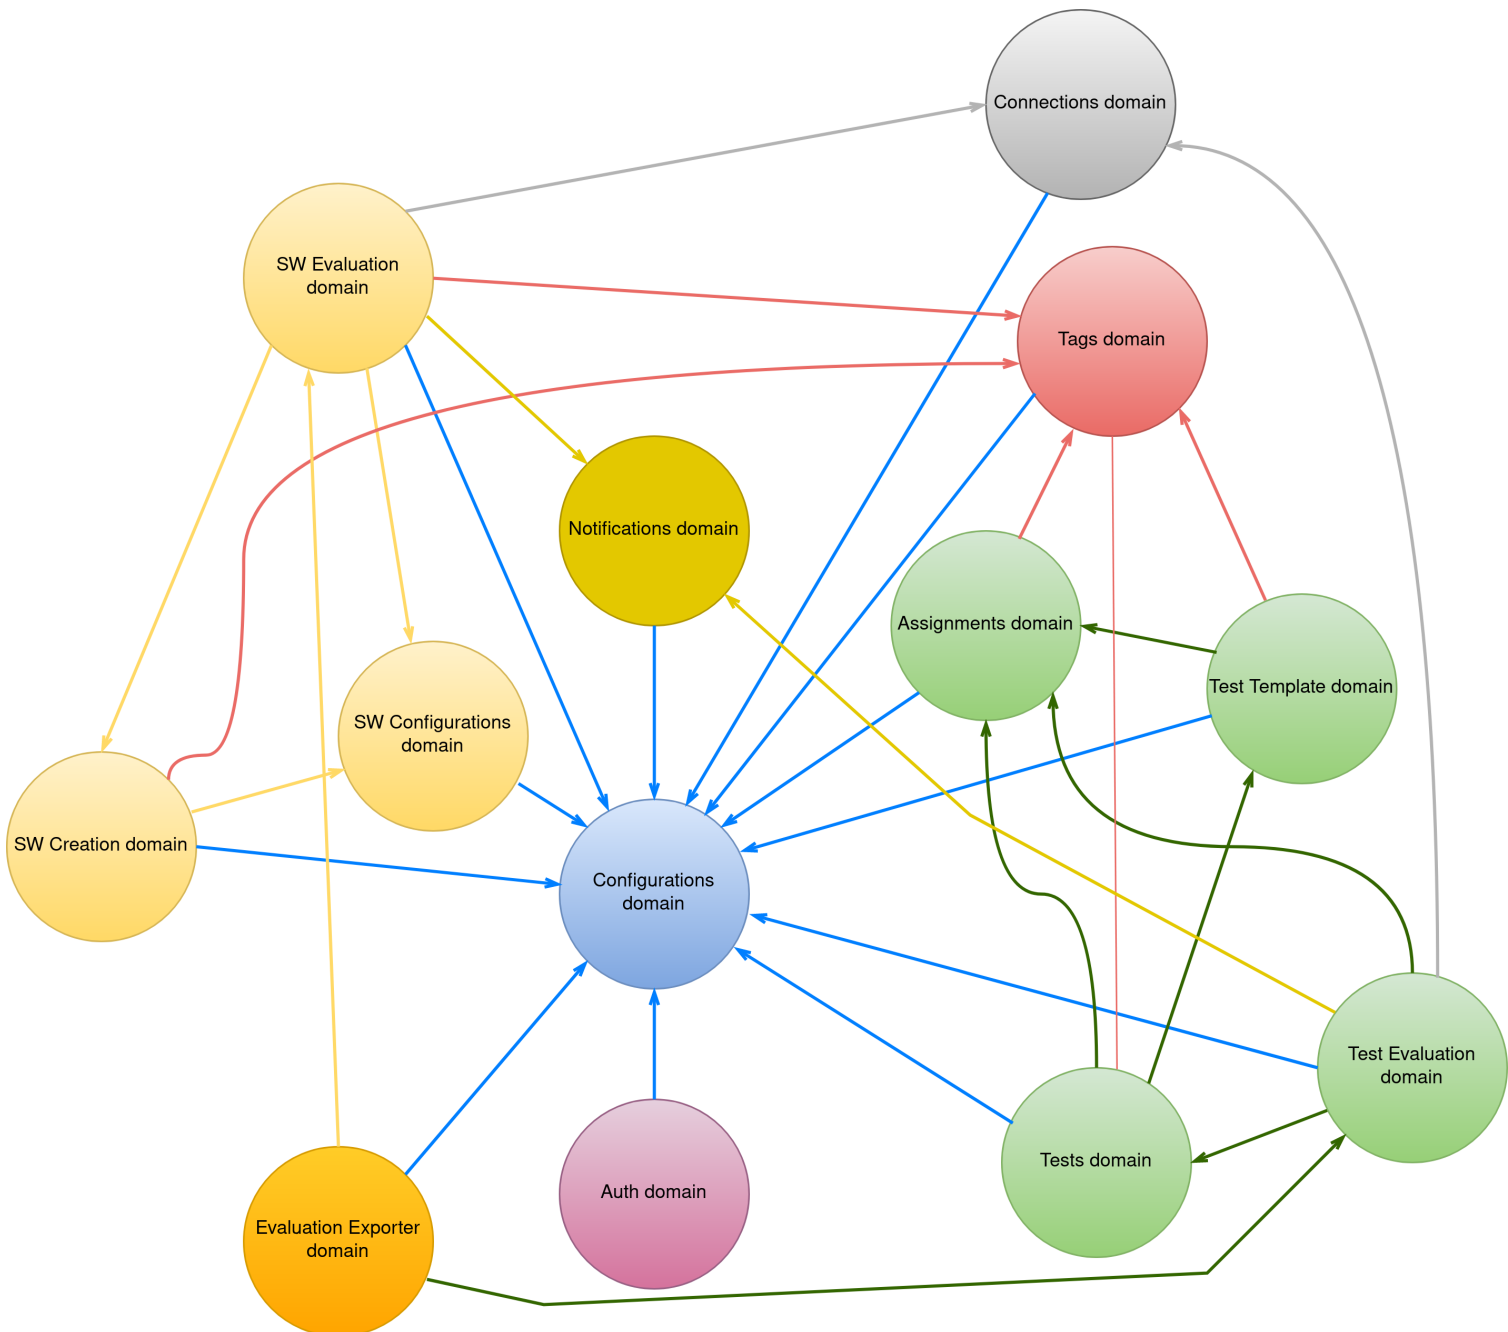 Connections domain
SW Evaluation
domain
Tags domain
Notifications domain
Assignments domain
Test Template domain
SW Configurations
domain
SW Creation domain
Configurations
domain
Test Evaluation
domain
Tests domain
Auth domain
Evaluation Exporter
domain